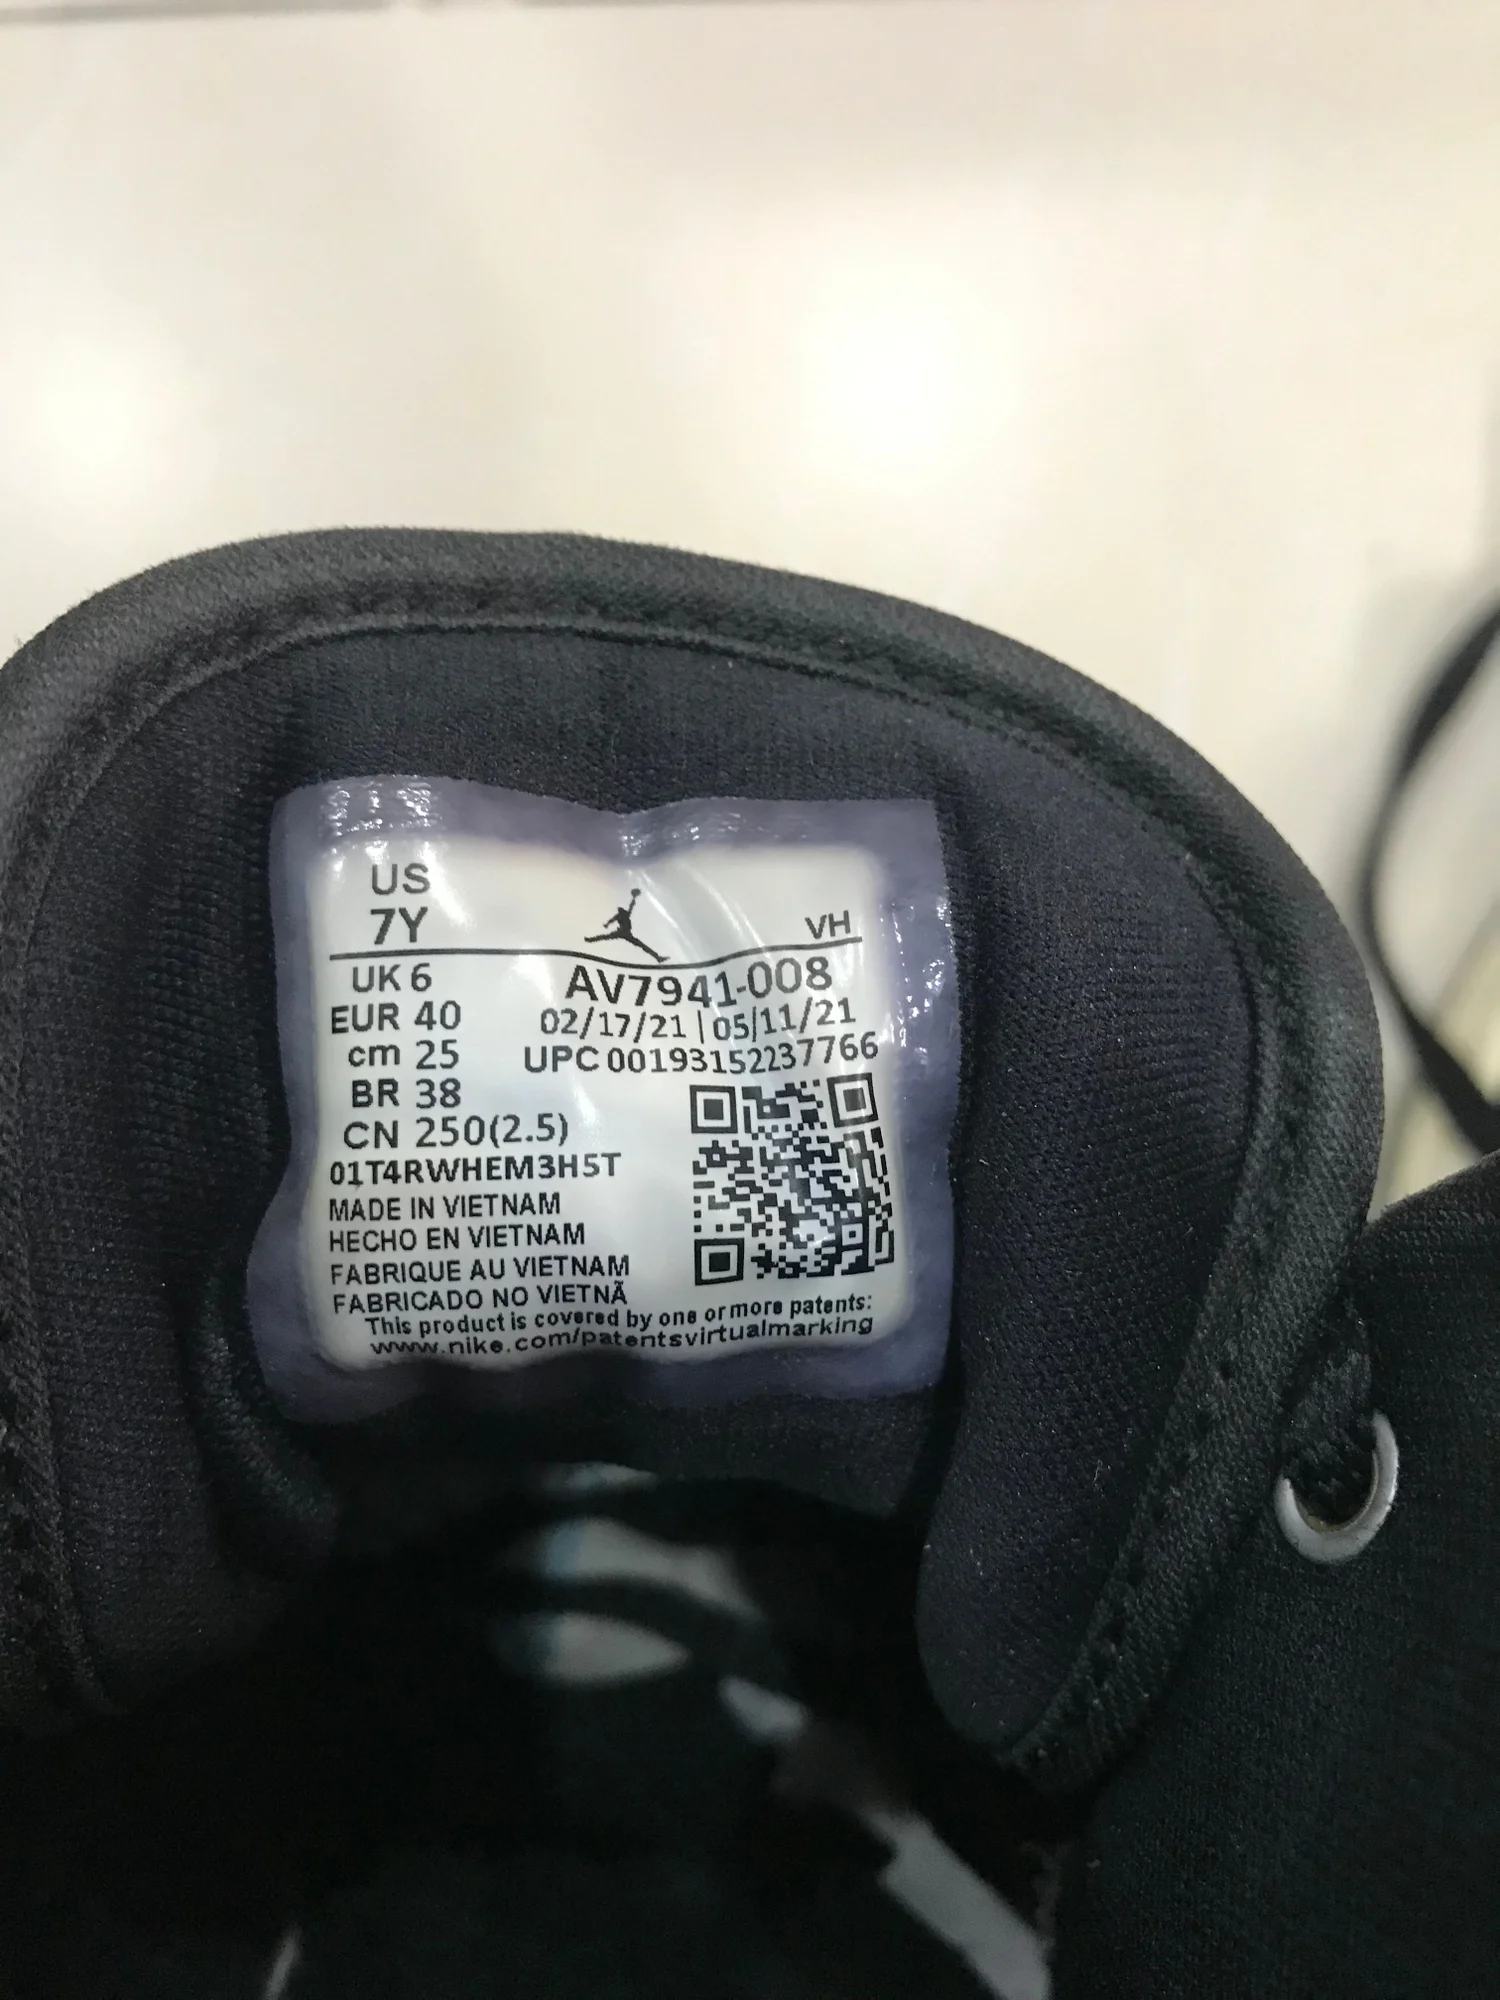 US
7Y
VH
UK 6
AV7941-008
EUR 40
02/17/21 | 05/11/21
cm 25
UPC 00193152237766
BR 38
CN 250(2.5)
01T4RWHEM3H5T
MADE IN VIETNAM
HECHO EN VIETNAM
FABRIQUE AU VIETNAM
FABRICADO NO VIETNÃ
This product is covered by one or more patents:
www.nike.com/patentsvirtualmarking